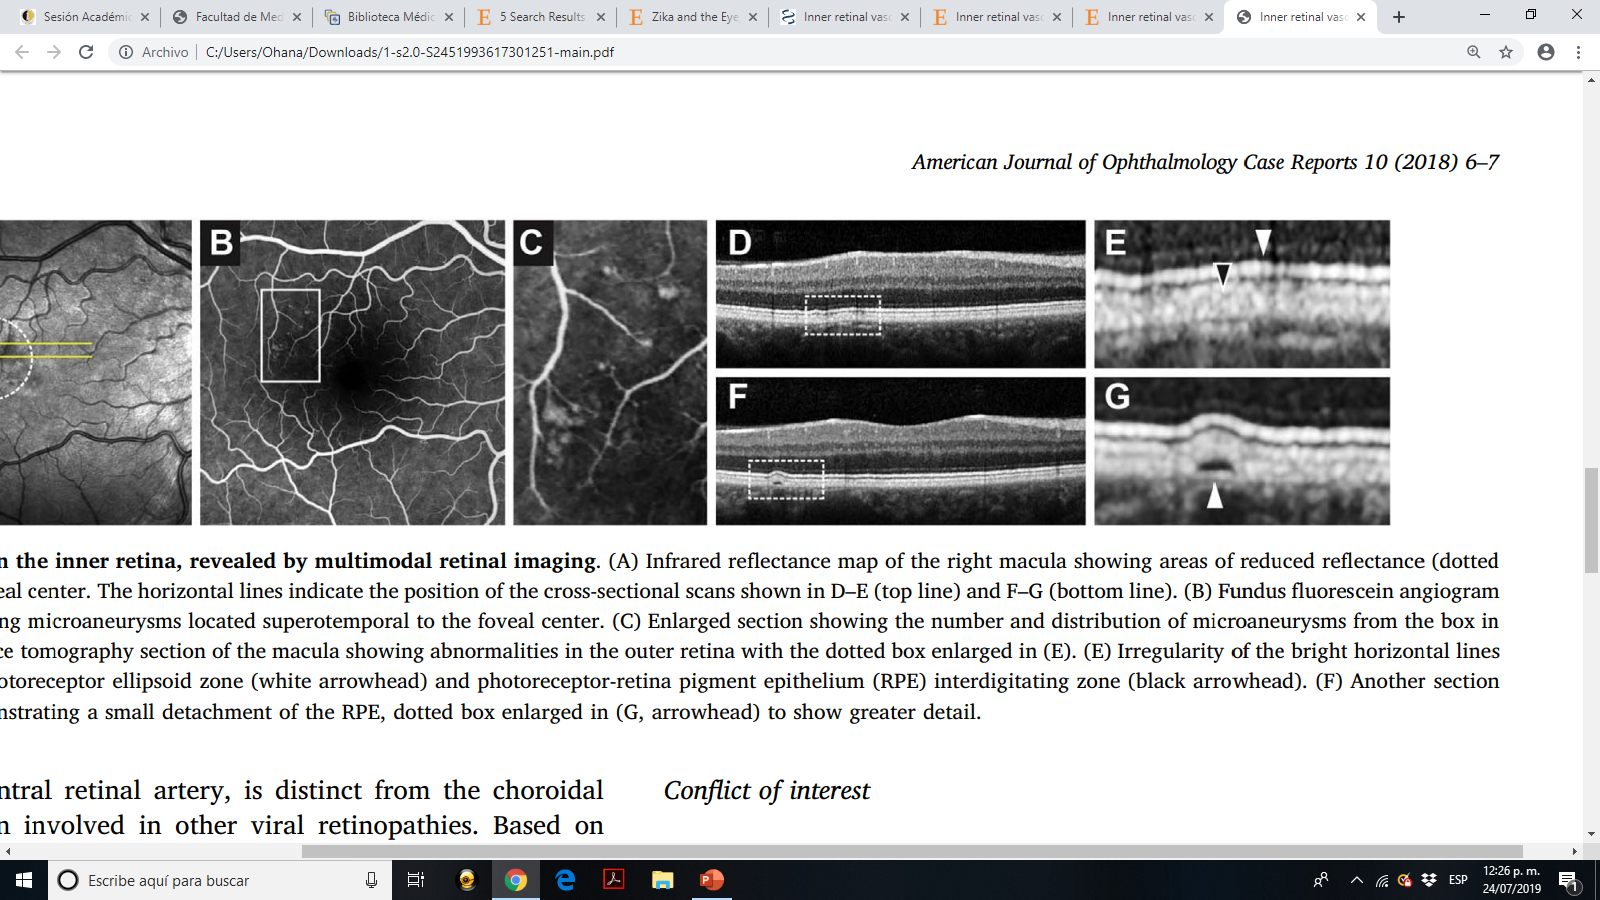 Sesión Académic
Facultad de Med
Biblioteca Médic
5 Search Results
Zika and the Eye
Inner retinal vasc
Inner retinal vasc
Inner retinal vasc
Inner retinal vasc
Archivo
C:/Users/Ohana/Downloads/1-s2.0-S2451993617301251-main.pdf
American Journal of Ophthalmology Case Reports 10 (2018) 6–7
B
C
D
E
F
G
n the inner retina, revealed by multimodal retinal imaging. (A) Infrared reflectance map of the right macula showing areas of reduced reflectance (dotted
eal center. The horizontal lines indicate the position of the cross-sectional scans shown in D–E (top line) and F–G (bottom line). (B) Fundus fluorescein angiogram
ng microaneurysms located superotemporal to the foveal center. (C) Enlarged section showing the number and distribution of microaneurysms from the box in
ce tomography section of the macula showing abnormalities in the outer retina with the dotted box enlarged in (E). (E) Irregularity of the bright horizontal lines
otoreceptor ellipsoid zone (white arrowhead) and photoreceptor-retina pigment epithelium (RPE) interdigitating zone (black arrowhead). (F) Another section
nstrating a small detachment of the RPE, dotted box enlarged in (G, arrowhead) to show greater detail.
ntral retinal artery, is distinct from the choroidal
n involved in other viral retinopathies. Based on
Conflict of interest
Escribe aquí para buscar
ESP
12:26 p. m.
24/07/2019
1